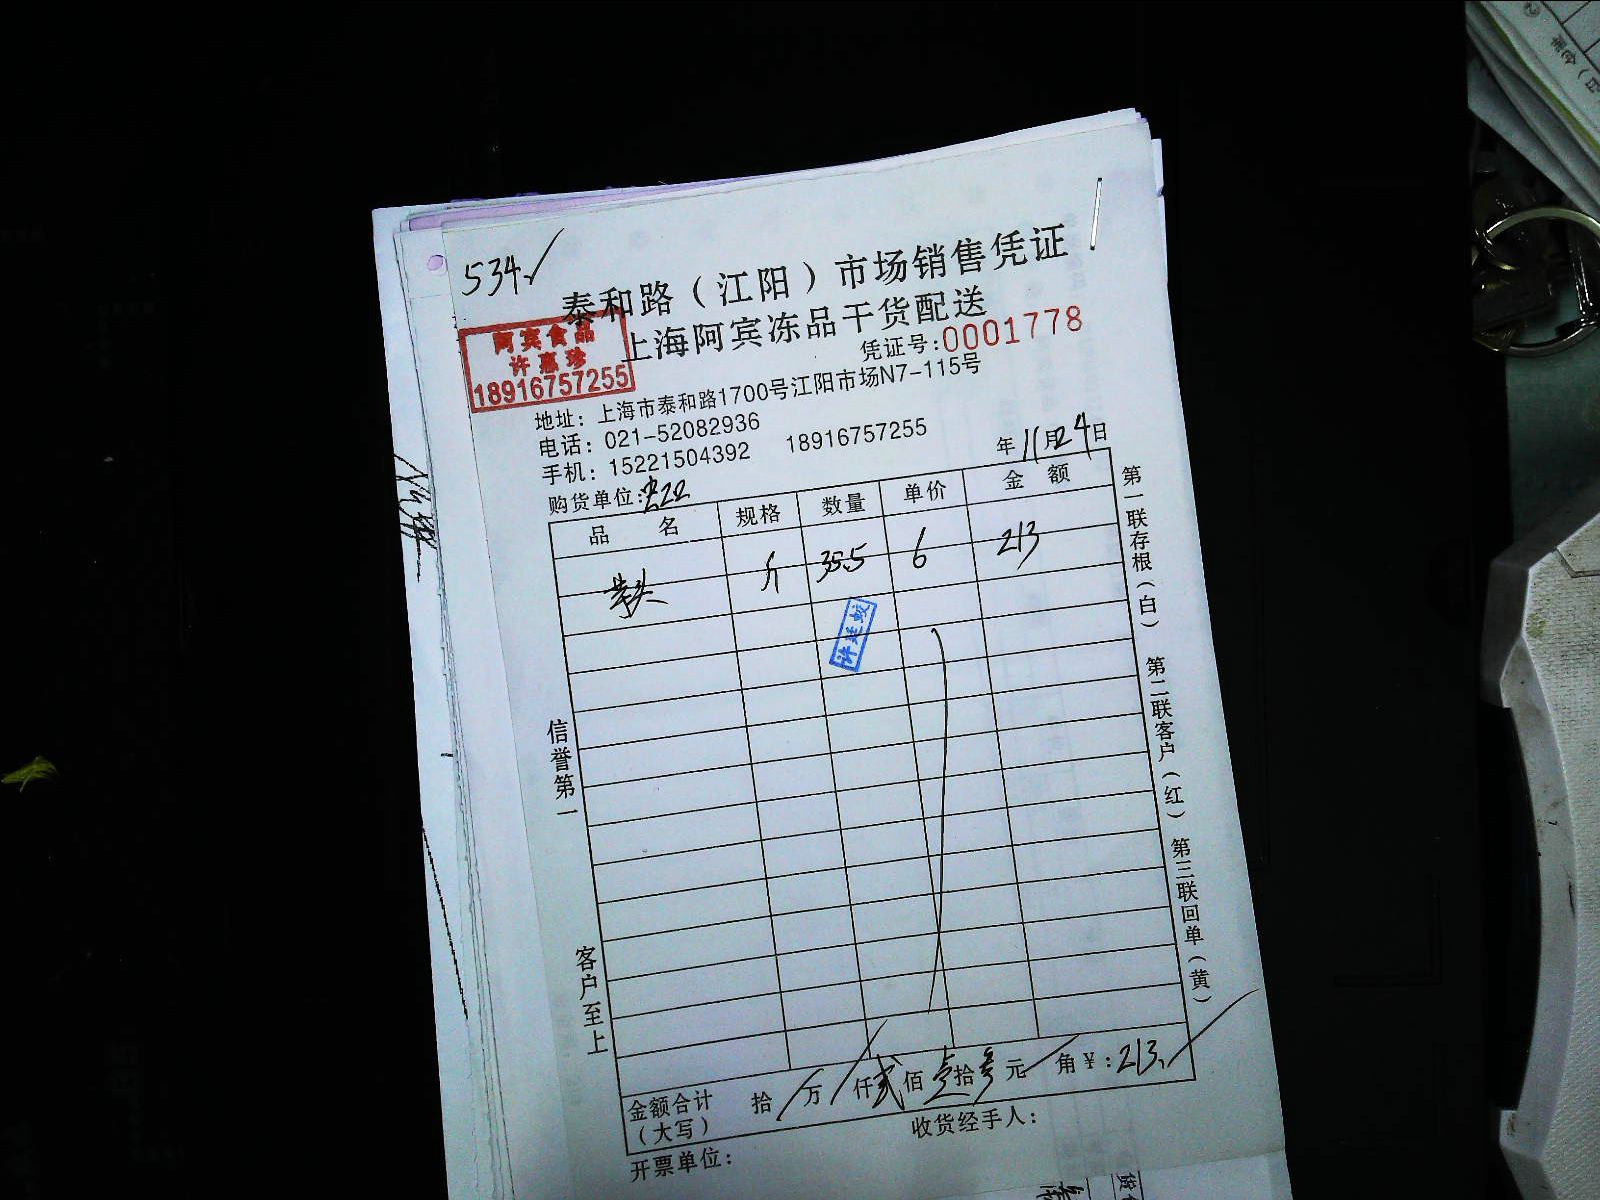 534
泰和路（江阳）市场销售凭证
上海阿宾冻品干货配送
阿宾食品
许惠珍
18916757255
凭证号:0001778
地址：上海市泰和路1700号江阳市场N7-115号
电话：021-52082936
手机：15221504392 18916757255
年 11月24日
购货单位:
品 名 规格 数量 单价 金 额
斤 35.5 6 213
信誉第一
客户至上
第一联存根（白） 第二联客户（红） 第三联回单（黄）
金额合计（大写） 拾 万 仟 贰佰 壹拾 叁元 角 ¥:213
收货经手人：
开票单位：